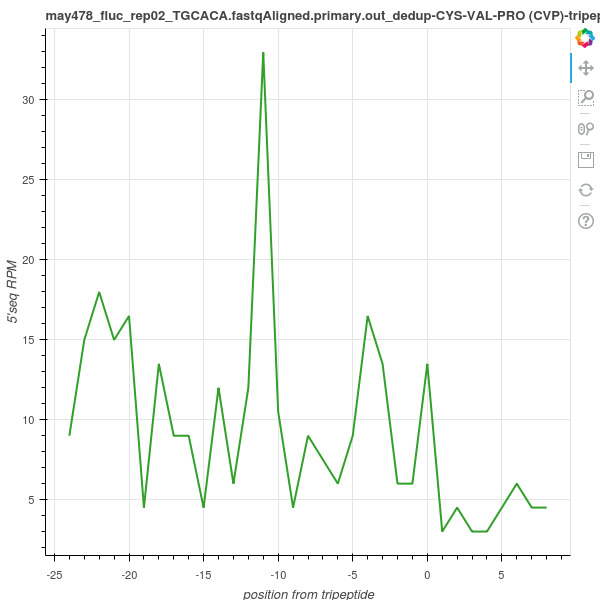 may478_fluc_rep02_TGCACA.fastqAligned.primary.out_dedup-CYS-VAL-PRO (CVP)-tripep
30
25
20
15
10
5
5'seq RPM
-25 -20 -15 -10 -5 0 5
position from tripeptide